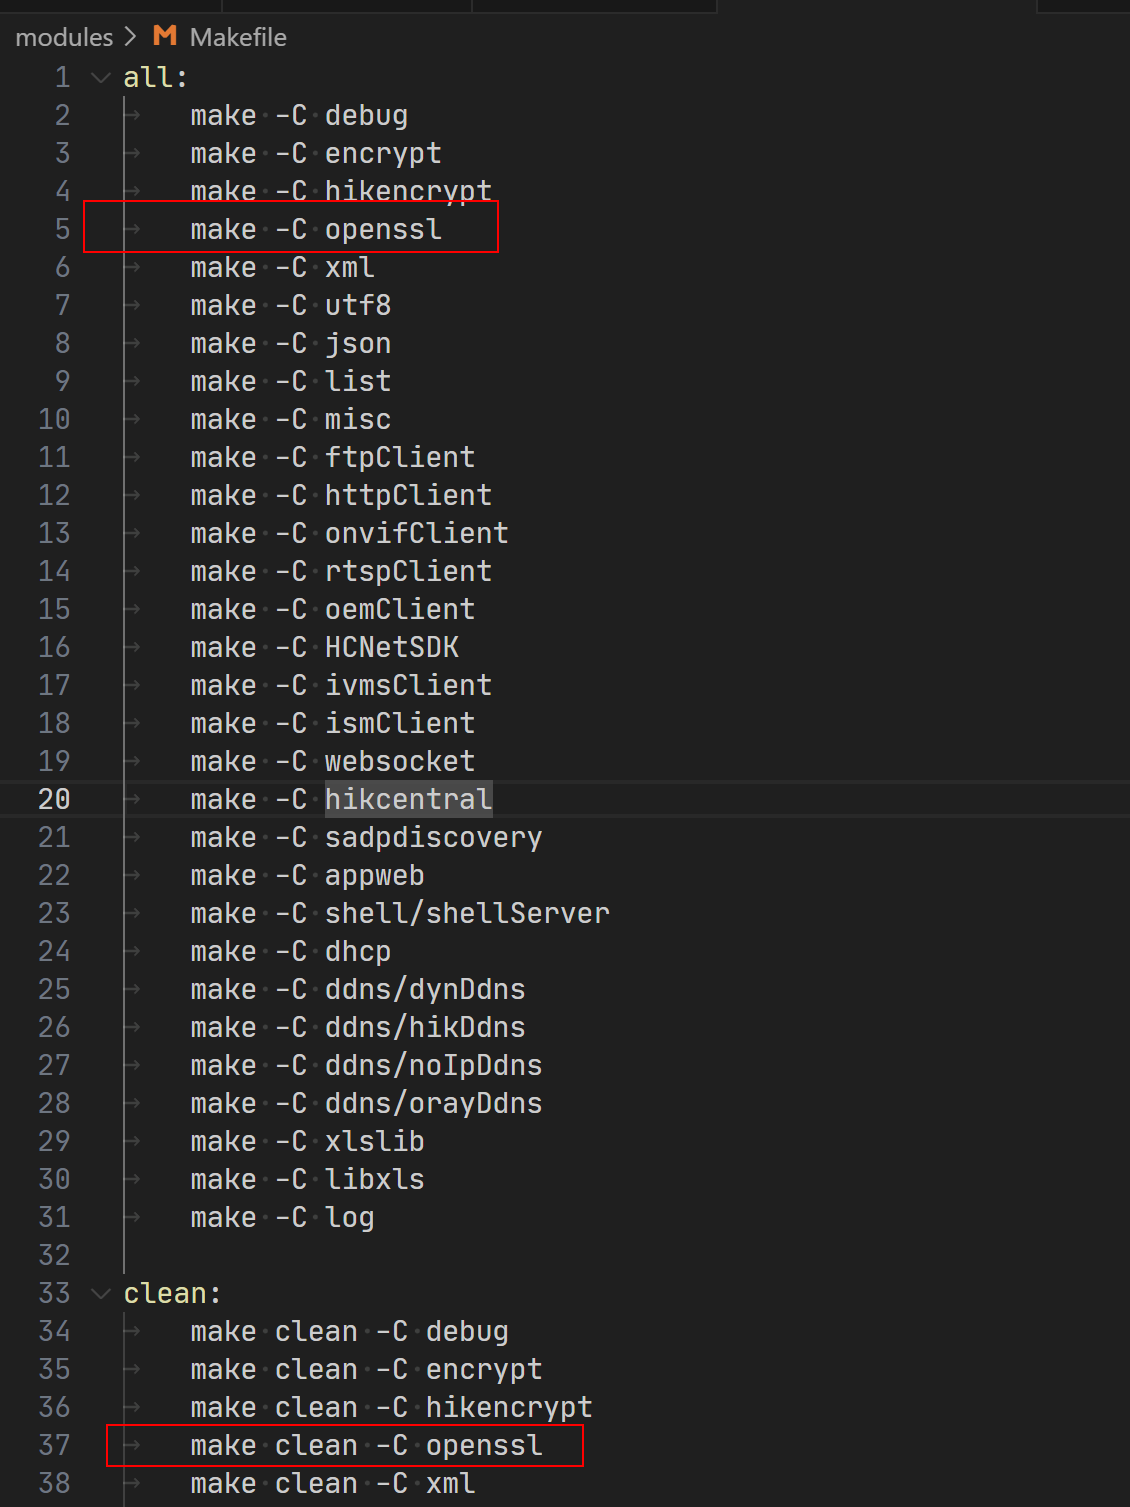 modules > Makefile
1 all:
2 make -C debug
3 make -C encrypt
4 make -C hikencrypt
5 make -C openssl
6 make -C xml
7 make -C utf8
8 make -C json
9 make -C list
10 make -C misc
11 make -C ftpClient
12 make -C httpClient
13 make -C onvifClient
14 make -C rtspClient
15 make -C oemClient
16 make -C HCNetSDK
17 make -C ivmsClient
18 make -C ismClient
19 make -C websocket
20 make -C hikcentral
21 make -C sadpdiscovery
22 make -C appweb
23 make -C shell/shellServer
24 make -C dhcp
25 make -C ddns/dynDdns
26 make -C ddns/hikDdns
27 make -C ddns/noIpDdns
28 make -C ddns/orayDdns
29 make -C xlslib
30 make -C libxls
31 make -C log
32
33 clean:
34 make clean -C debug
35 make clean -C encrypt
36 make clean -C hikencrypt
37 make clean -C openssl
38 make clean -C xml